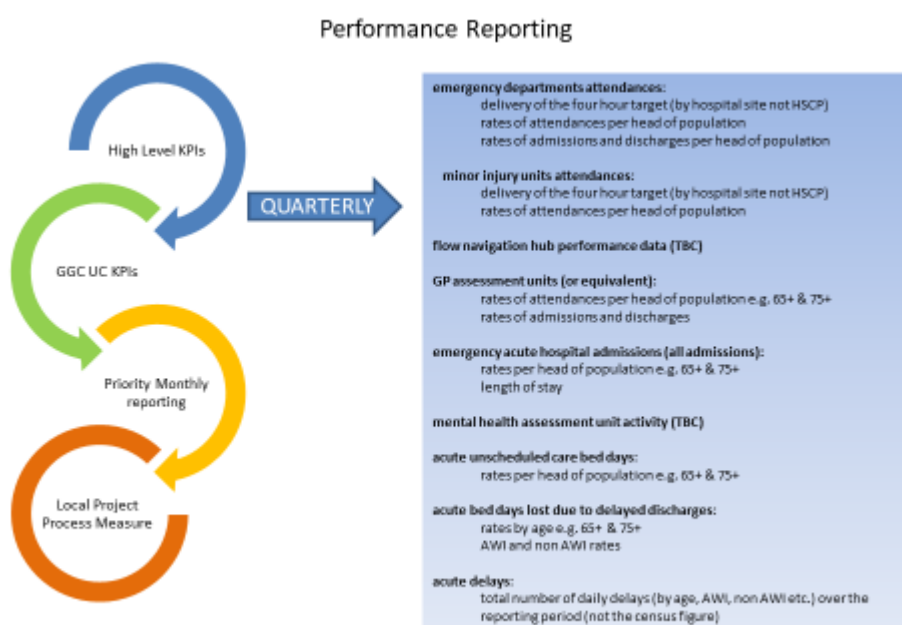 Performance Reporting
High Level KPIs
GGC UC KPIs
Priority Monthly
reporting
Local Project
Process Measure
QUARTERLY
emergency departments attendances:
delivery of the four hour target (by hospital site not HSCP)
rates of attendances per head of population
rates of admissions and discharges per head of population
minor injury units attendances:
delivery of the four hour target (by hospital site not HSCP)
rates of attendances per head of population
flow navigation hub performance data (TBC)
GP assessment units (or equivalent):
rates of attendances per head of population e.g. 65+ & 75+
rates of admissions and discharges
emergency acute hospital admissions (all admissions):
rates per head of population e.g. 65+ & 75+
length of stay
mental health assessment unit activity (TBC)
acute unscheduled care bed days:
rates per head of population e.g. 65+ & 75+
acute bed days lost due to delayed discharges:
rates by age e.g. 65+ & 75+
AWI and non AWI rates
acute delays:
total number of daily delays (by age, AWI, non AWI etc.) over the
reporting period (not the census figure)